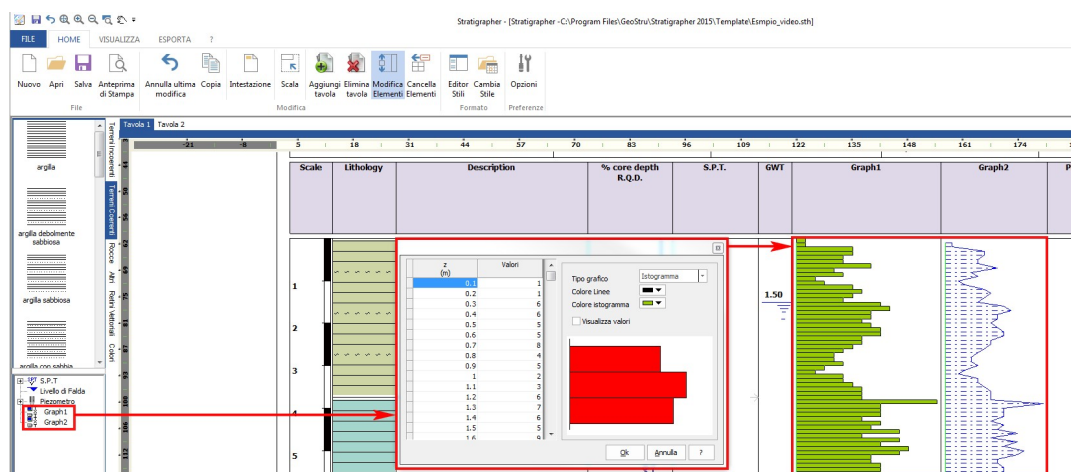 Stratigrapher - [Stratigrapher -C:\Program Files\GeoStru\Stratigrapher 2015\Template\Esmpio_video.sth]
FILE HOME VISUALIZZA ESPORTA ?
Nuovo Apri Salva Anteprima di Stampa Annulla ultima modifica Copia Intestazione Scala Aggiungi tavola Elimina tavola Modifica Elementi Cancella Elementi Editor Stili Cambia Stile Opzioni
File Modifica Formato Preferenze
Tavola 1 Tavola 2
-21 -8 5 18 31 44 57 70 83 96 109 122 135 148 161 174
argilla
argilla debolmente
sabbiosa
argilla sabbiosa
argilla con sabbia
Terreni Incoerenti
Terreni Coerenti
Rocce
Altri
Retini Vettoriali
Colori
S.P.T
Livello di Falda
Piezometro
Graph1
Graph2
Scale Lithology Description % core depth R.Q.D. S.P.T. GWT Graph1 Graph2 P
1
2
3
4
5
1.50
z
(m)
Valori
0.1 1
0.2 1
0.3 6
0.4 6
0.5 5
0.6 5
0.7 8
0.8 4
0.9 5
1 2
1.1 3
1.2 6
1.3 7
1.4 6
1.5 5
1.6 9
Tipo grafico Istogramma
Colore Linee
Colore istogramma
Visualizza valori
Ok Annulla ?